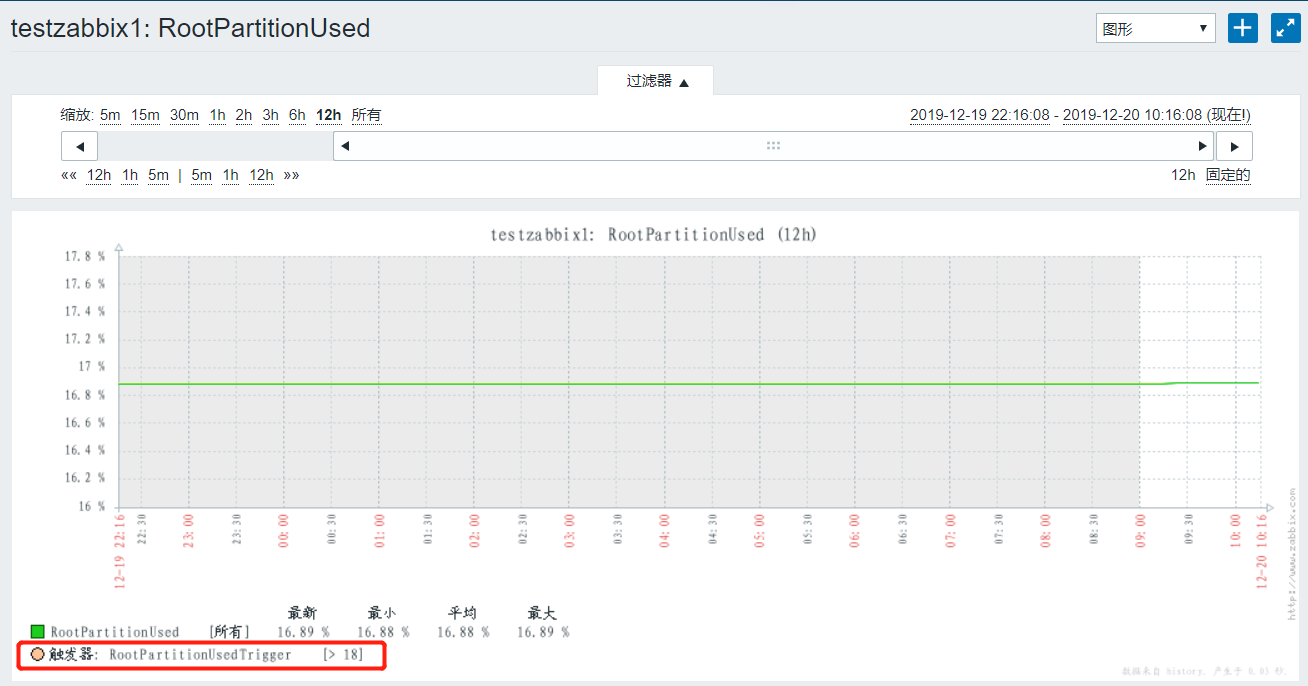 testzabbix1: RootPartitionUsed
图形
过滤器
缩放: 5m 15m 30m 1h 2h 3h 6h 12h 所有
2019-12-19 22:16:08 - 2019-12-20 10:16:08 (现在!)
«« 12h 1h 5m | 5m 1h 12h »»
12h 固定的
testzabbix1: RootPartitionUsed (12h)
17.8 %
17.6 %
17.4 %
17.2 %
17 %
16.8 %
16.6 %
16.4 %
16.2 %
16 %
12-19 22:16 22:30 23:00 23:30 00:00 00:30 01:00 01:30 02:00 02:30 03:00 03:30 04:00 04:30 05:00 05:30 06:00 06:30 07:00 07:30 08:00 08:30 09:00 09:30 10:00 12-20 10:16
http://www.zabbix.com
最新 最小 平均 最大
RootPartitionUsed [所有] 16.89 % 16.88 % 16.88 % 16.89 %
触发器: RootPartitionUsedTrigger [> 18]
数据来自 history. 产生于 0.03 秒.